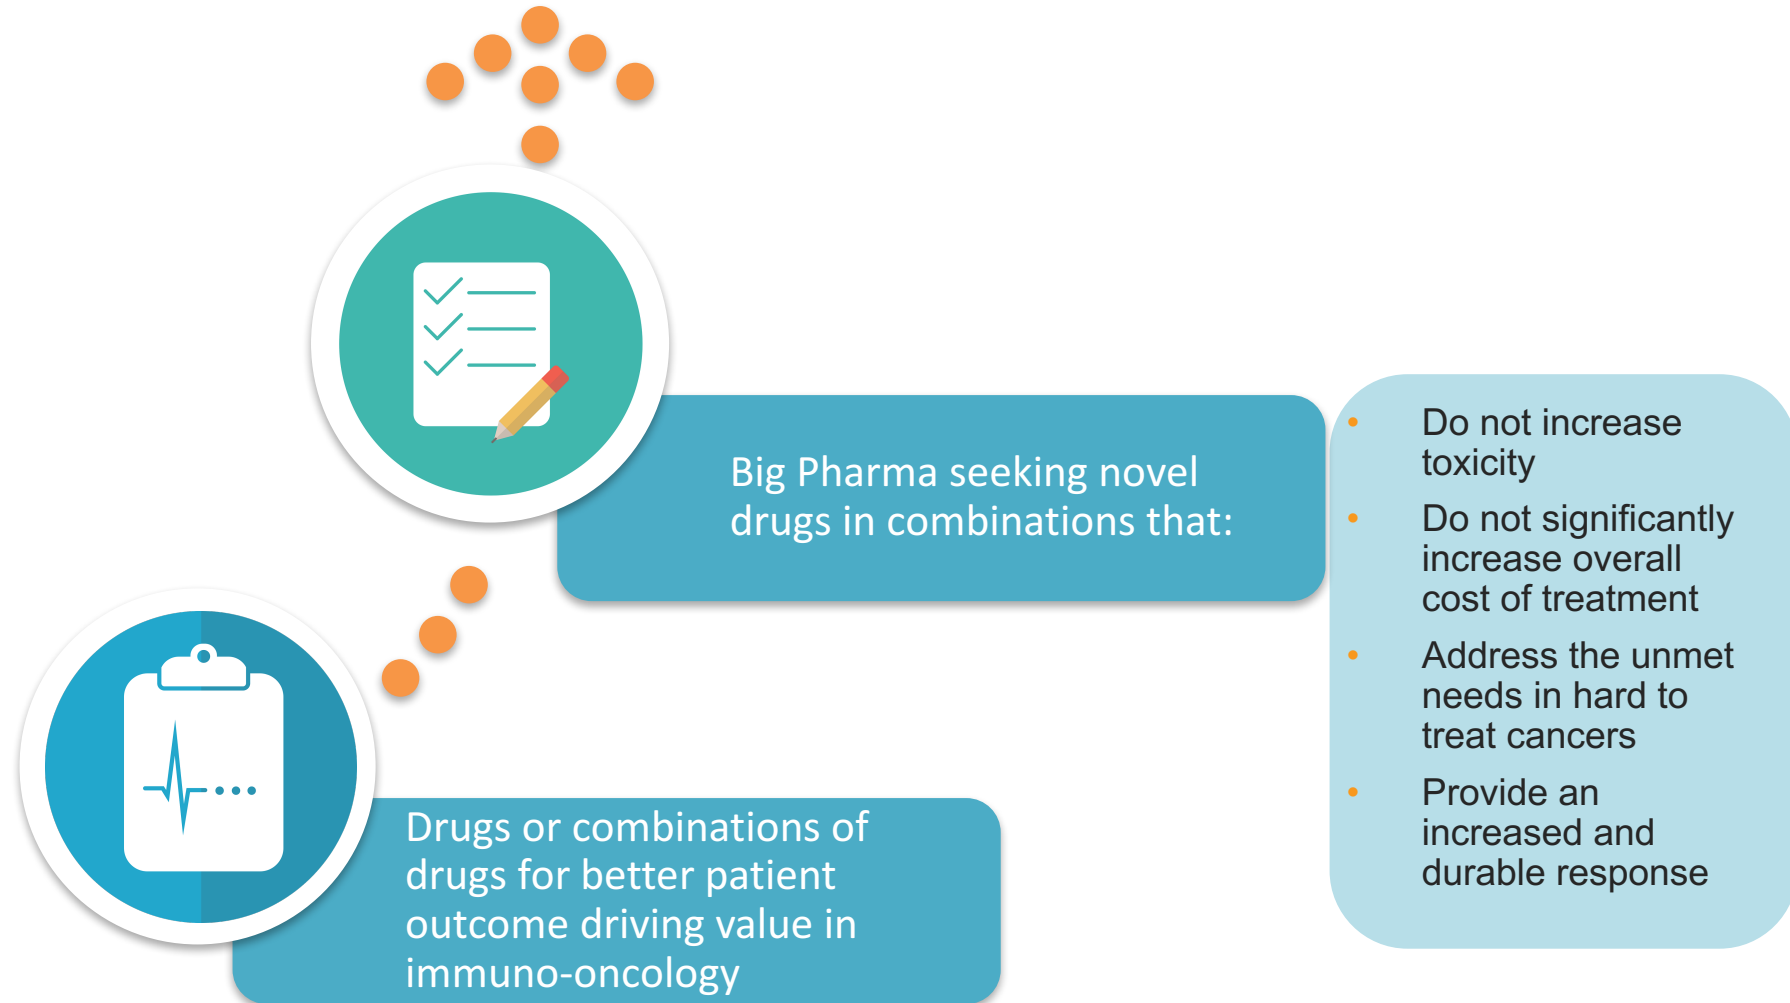 Big Pharma seeking novel
drugs in combinations that:
• Do not increase
toxicity
• Do not significantly
increase overall
cost of treatment
• Address the unmet
needs in hard to
treat cancers
• Provide an
increased and
durable response
Drugs or combinations of
drugs for better patient
outcome driving value in
immuno-oncology